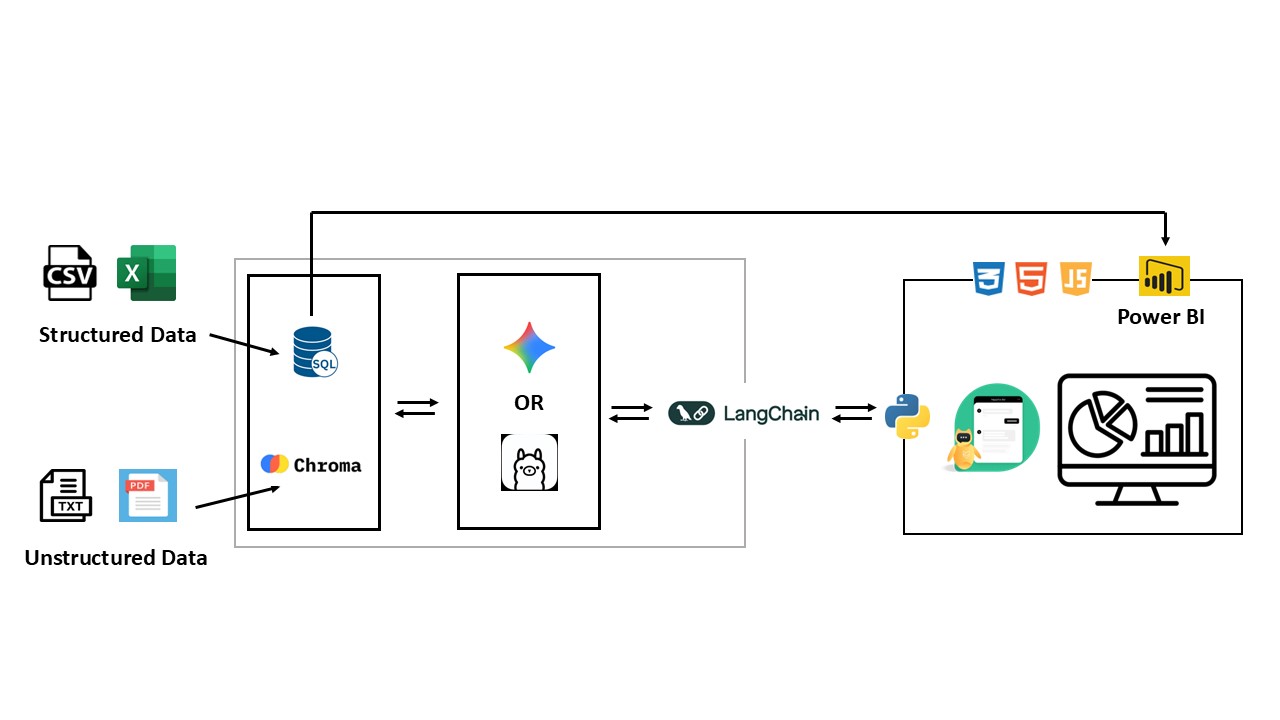 CSV
X
Structured Data
SQL
OR
Chroma
LangChain
3
5
JS
Power BI
TXT
PDF
Unstructured Data